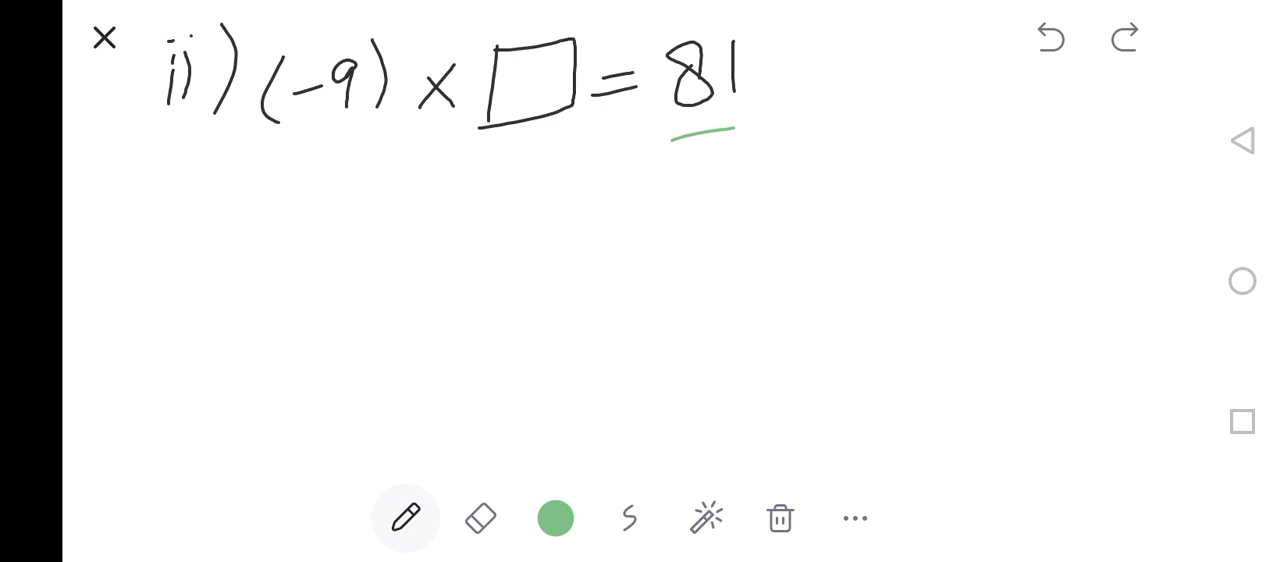 ii) (-9) × □ = 81